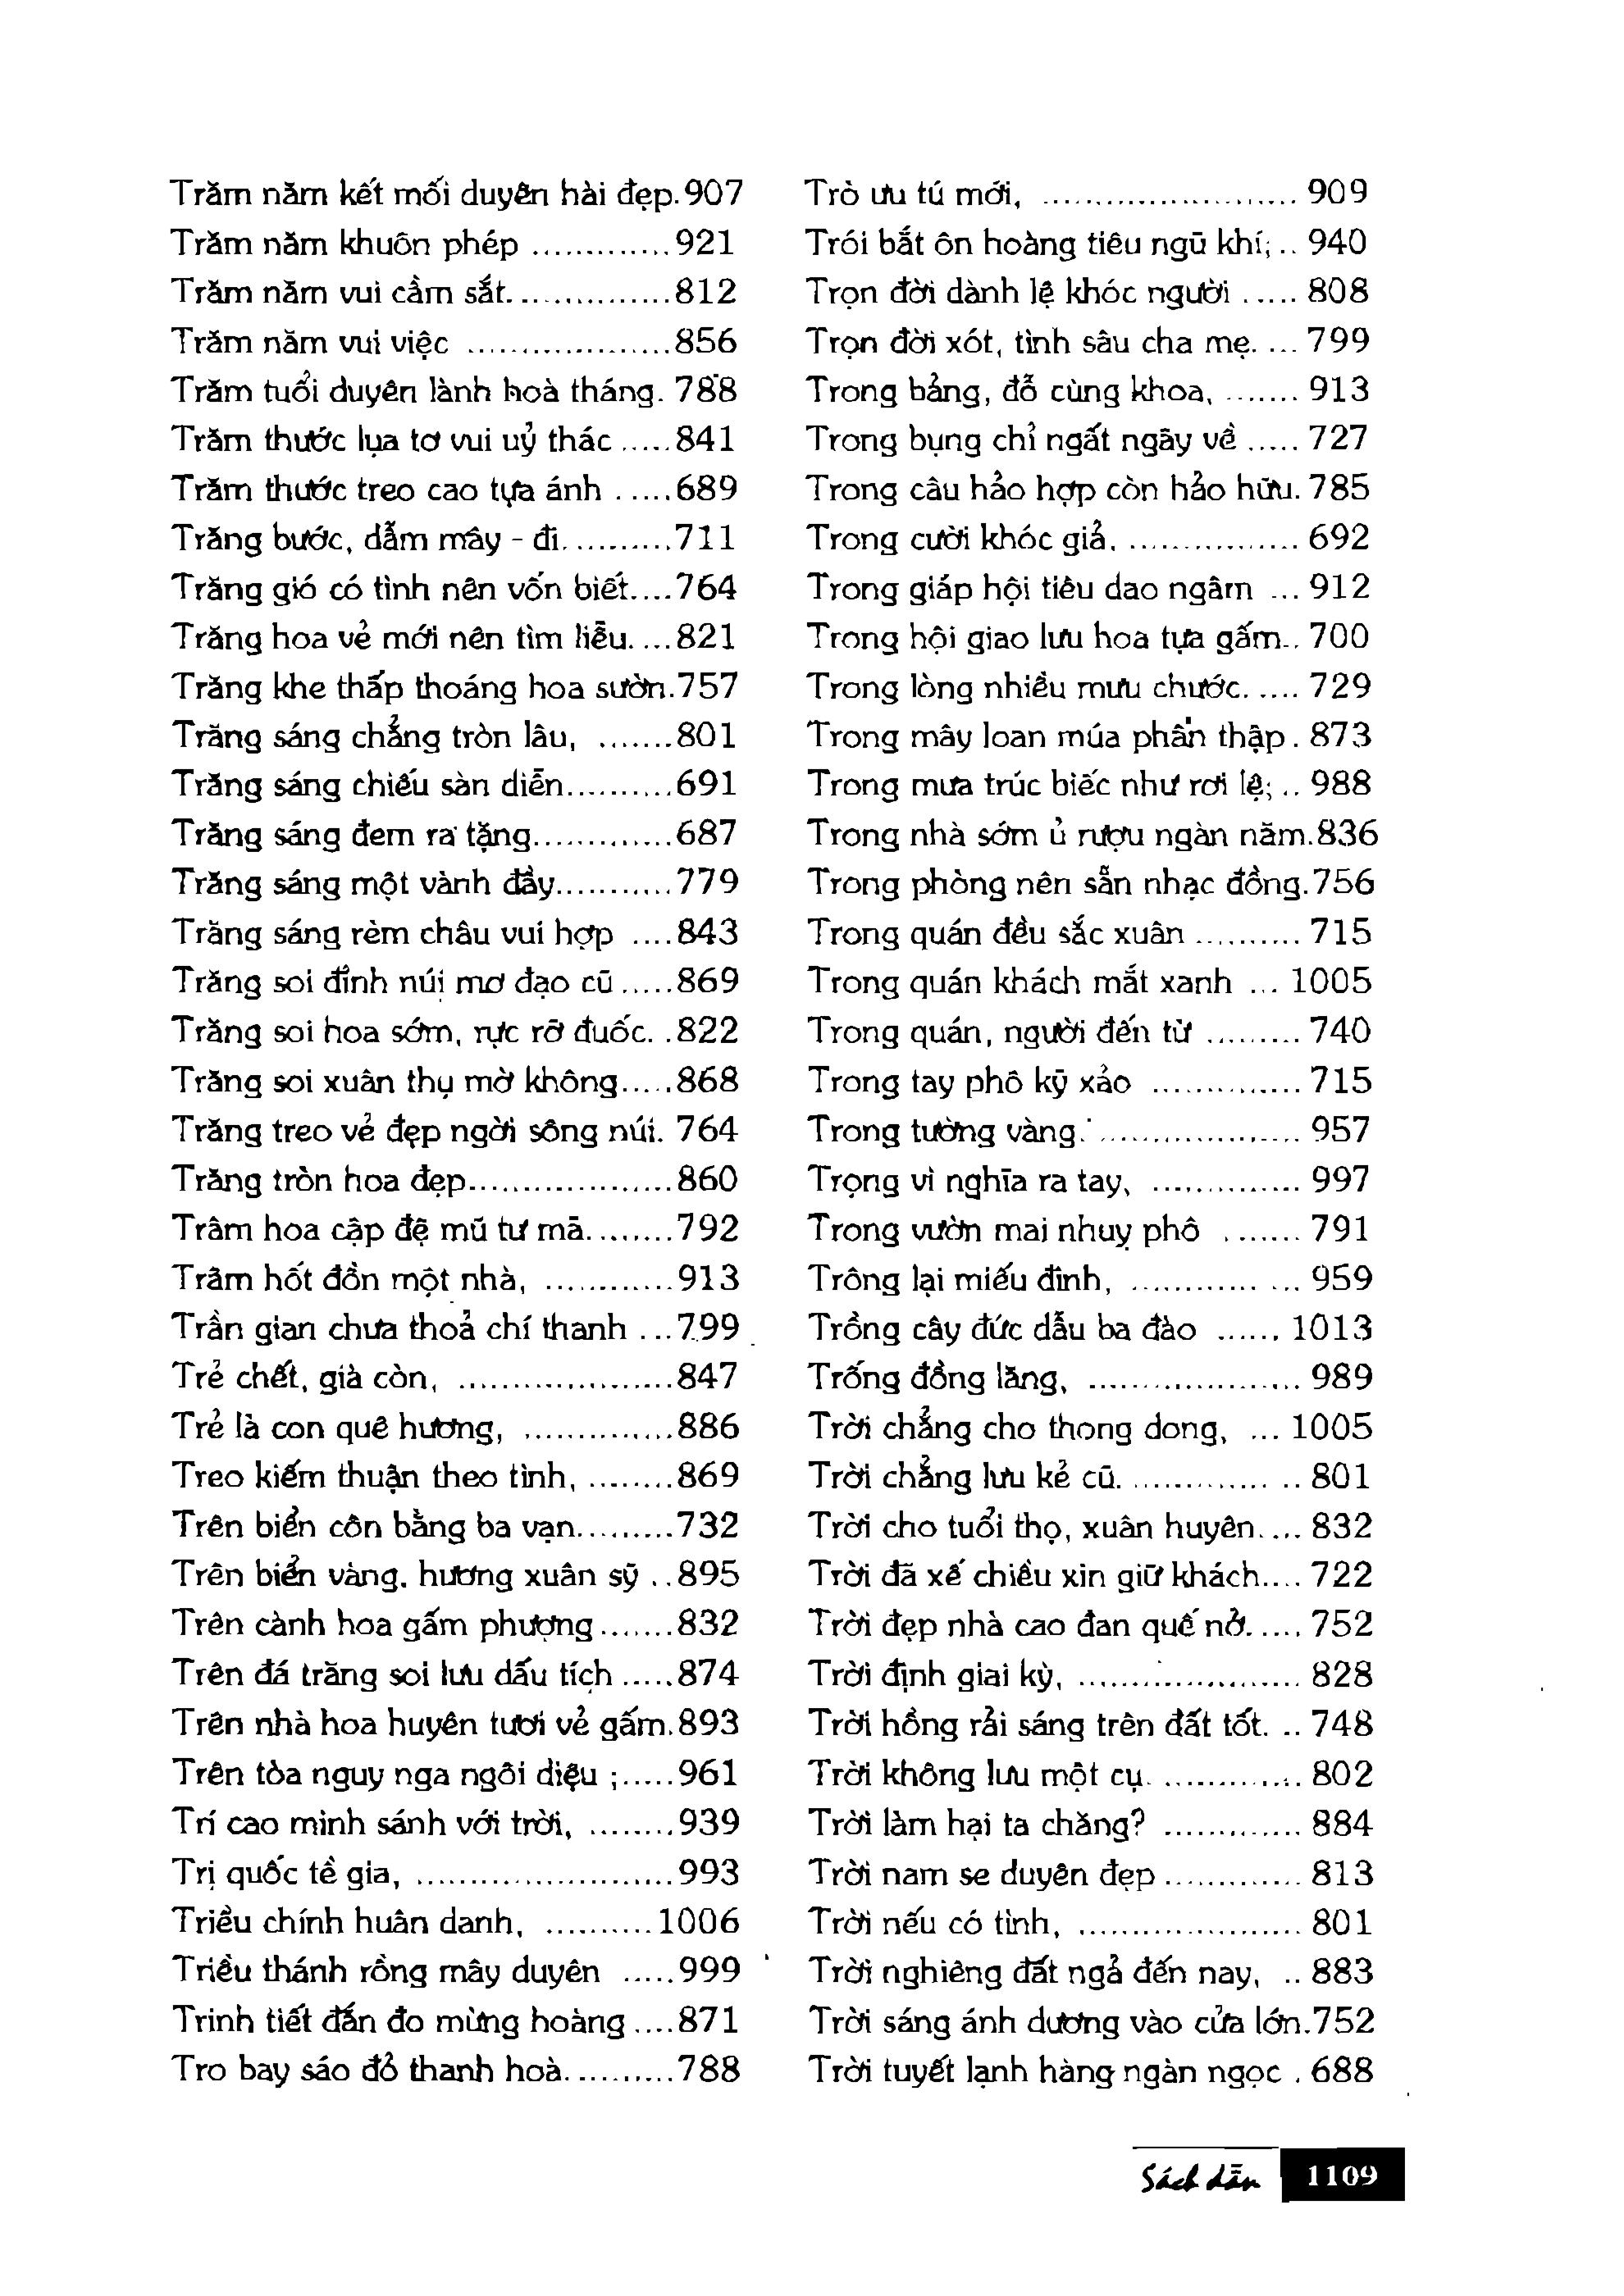 Trăm năm kết mối duyên hài đẹp.907
Trăm năm khuôn phép .............921
Trăm năm vui cầm sắt...............812
Trăm năm vui việc ...................856
Trăm tuổi duyên lành hoà tháng. 788
Trăm thước lụa tơ vui uỷ thác .....841
Trăm thước treo cao tựa ánh ......689
Trăng bước, dẫm mây - đi..........711
Trăng gió có tình nên vốn biết....764
Trăng hoa vẻ mới nên tìm liễu....821
Trăng khe thấp thoáng hoa sườn.757
Trăng sáng chẳng tròn lâu, .......801
Trăng sáng chiếu sàn diễn..........691
Trăng sáng đem ra tặng.............687
Trăng sáng một vành đầy...........779
Trăng sáng rèm châu vui hợp ....843
Trăng soi đỉnh núi mơ đạo cũ .....869
Trăng soi hoa sớm, rực rỡ đuốc. .822
Trăng soi xuân thụ mờ không.....868
Trăng treo vẻ đẹp ngời sông núi. 764
Trăng tròn hoa đẹp...................860
Trâm hoa cập đệ mũ tư mã.........792
Trâm hốt đồn một nhà, ............913
Trần gian chưa thoả chí thanh ...799
Trẻ chết, già còn, ....................847
Trẻ là con quê hương, ..............886
Treo kiếm thuận theo tình, ........869
Trên biển côn bằng ba vạn.........732
Trên biển vàng, hương xuân sỹ ..895
Trên cành hoa gấm phượng .......832
Trên đá trăng soi lưu dấu tích .....874
Trên nhà hoa huyên tươi vẻ gấm.893
Trên tòa nguy nga ngôi diệu ;.....961
Trí cao minh sánh với trời, ........939
Trị quốc tề gia, ........................993
Triều chính huân danh, ..........1006
Triều thánh rồng mây duyên .....999
Trinh tiết đắn đo mừng hoàng ....871
Tro bay sáo đỏ thanh hoà..........788
Trò ưu tú mới, ........................ 909
Trói bắt ôn hoàng tiêu ngũ khí; .. 940
Trọn đời dành lệ khóc người ..... 808
Trọn đời xót, tình sâu cha mẹ. ... 799
Trong bảng, đỗ cùng khoa, ....... 913
Trong bụng chỉ ngất ngây về ..... 727
Trong câu hảo hợp còn hảo hữu. 785
Trong cười khóc giả, ................ 692
Trong giáp hội tiêu dao ngâm ... 912
Trong hội giao lưu hoa tựa gấm.. 700
Trong lòng nhiều mưu chước. .... 729
Trong mây loan múa phấn thập . 873
Trong mưa trúc biếc như rơi lệ; .. 988
Trong nhà sớm ủ rượu ngàn năm.836
Trong phòng nên sẵn nhạc đồng.756
Trong quán đều sắc xuân .......... 715
Trong quán khách mắt xanh ... 1005
Trong quán, người đến từ ......... 740
Trong tay phô kỹ xảo .............. 715
Trong tường vàng. ................... 957
Trọng vì nghĩa ra tay, .............. 997
Trong vườn mai nhuỵ phô ....... 791
Trông lại miếu đình, ................ 959
Trồng cây đức dẫu ba đào ...... 1013
Trống đồng lăng, .................... 989
Trời chẳng cho thong dong, ... 1005
Trời chẳng lưu kẻ cũ. ............... 801
Trời cho tuổi thọ, xuân huyên.... 832
Trời đã xế chiều xin giữ khách.... 722
Trời đẹp nhà cao đan quế nở. .... 752
Trời định giai kỳ, ..................... 828
Trời hồng rải sáng trên đất tốt. .. 748
Trời không lưu một cụ. ............. 802
Trời làm hại ta chăng? ............. 884
Trời nam se duyên đẹp ............. 813
Trời nếu có tình, ..................... 801
Trời nghiêng đất ngả đến nay, .. 883
Trời sáng ánh dương vào cửa lớn.752
Trời tuyết lạnh hàng ngàn ngọc . 688
Sách dẫn 1109